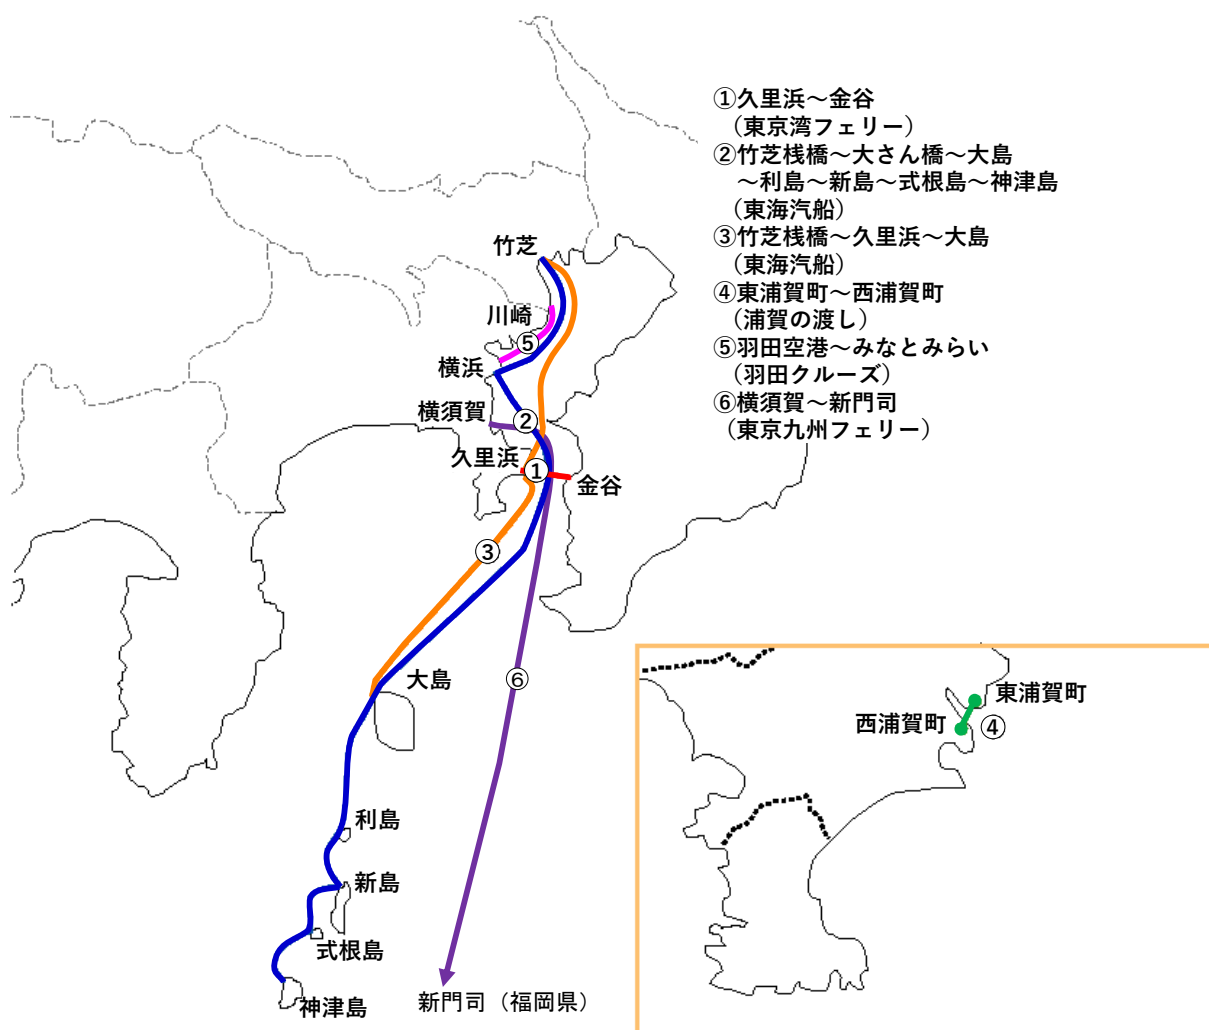 ①久里浜～金谷
（東京湾フェリー）
②竹芝桟橋～大さん橋～大島
～利島～新島～式根島～神津島
（東海汽船）
③竹芝桟橋～久里浜～大島
（東海汽船）
④東浦賀町～西浦賀町
（浦賀の渡し）
⑤羽田空港～みなとみらい
（羽田クルーズ）
⑥横須賀～新門司
（東京九州フェリー）
竹芝
川崎
⑤
横浜
横須賀
②
久里浜
①
金谷
③
大島
⑥
利島
新島
式根島
神津島
新門司（福岡県）
東浦賀町
西浦賀町
④